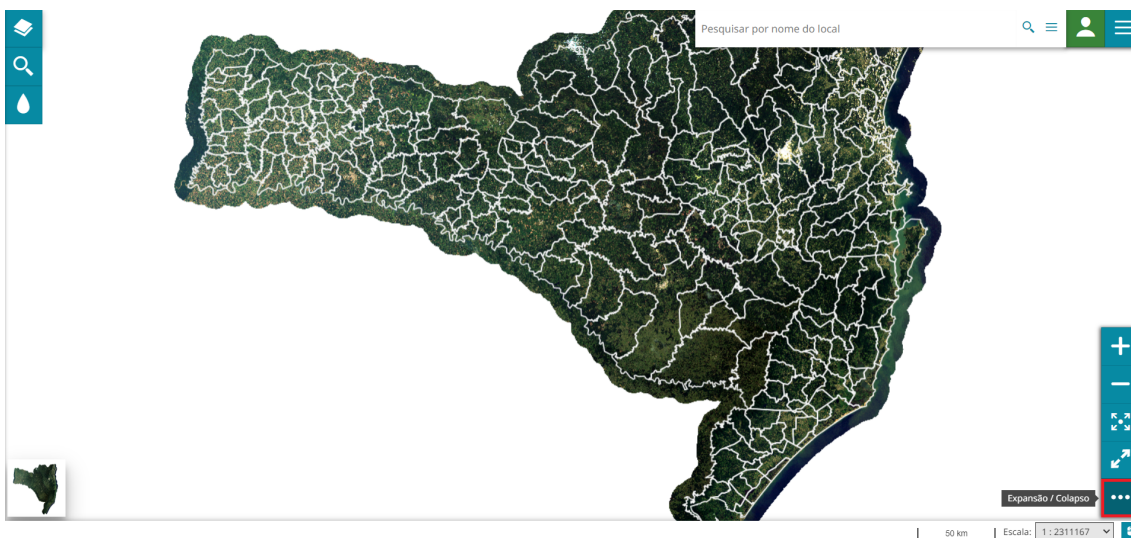 Pesquisar por nome do local
Expansão / Colapso
50 km
Escala:
1 : 2311167